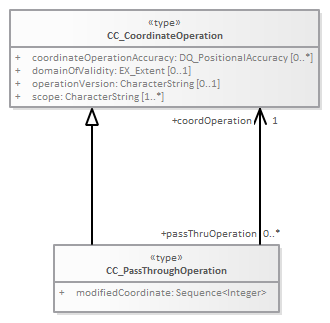 «type»
CC_CoordinateOperation
+ coordinateOperationAccuracy: DQ_PositionalAccuracy [0..*]
+ domainOfValidity: EX_Extent [0..1]
+ operationVersion: CharacterString [0..1]
+ scope: CharacterString [1..*]
+coordOperation 1
+passThruOperation 0..*
«type»
CC_PassThroughOperation
+ modifiedCoordinate: Sequence<Integer>